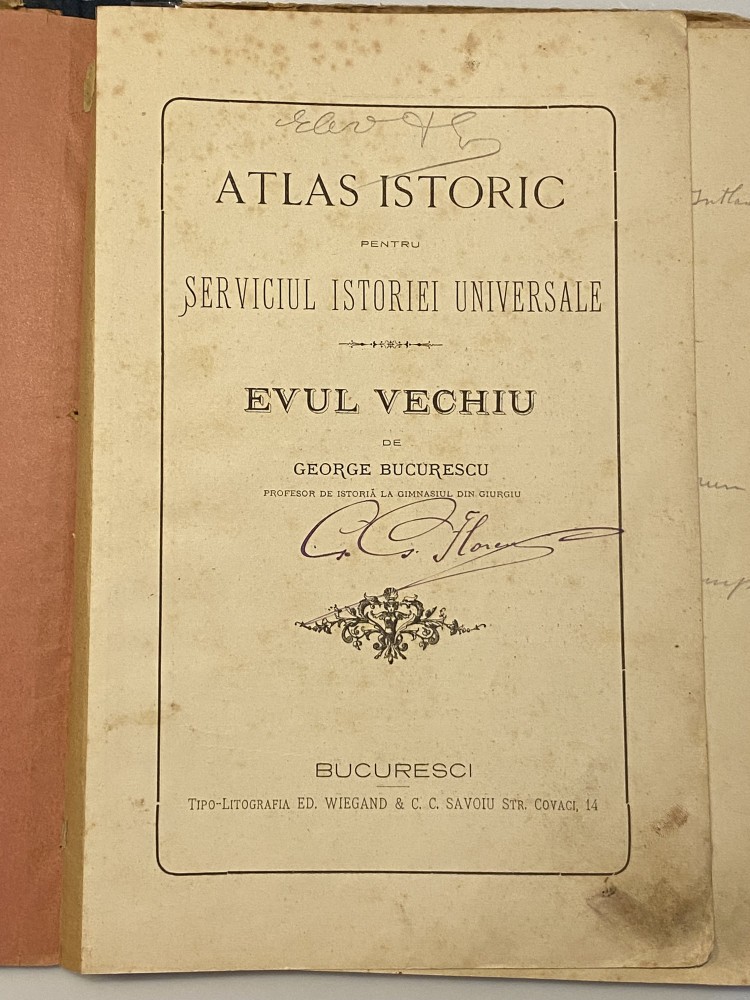 Elev
ATLAS ISTORIC
PENTRU
SERVICIUL ISTORIEI UNIVERSALE
EVUL VECHIU
DE
GEORGE BUCURESCU
PROFESOR DE ISTORIĂ LA GIMNASIUL DIN GIURGIU
BUCURESCI
TIPO-LITOGRAFIA ED. WIEGAND & C. C. SAVOIU STR. COVACI, 14